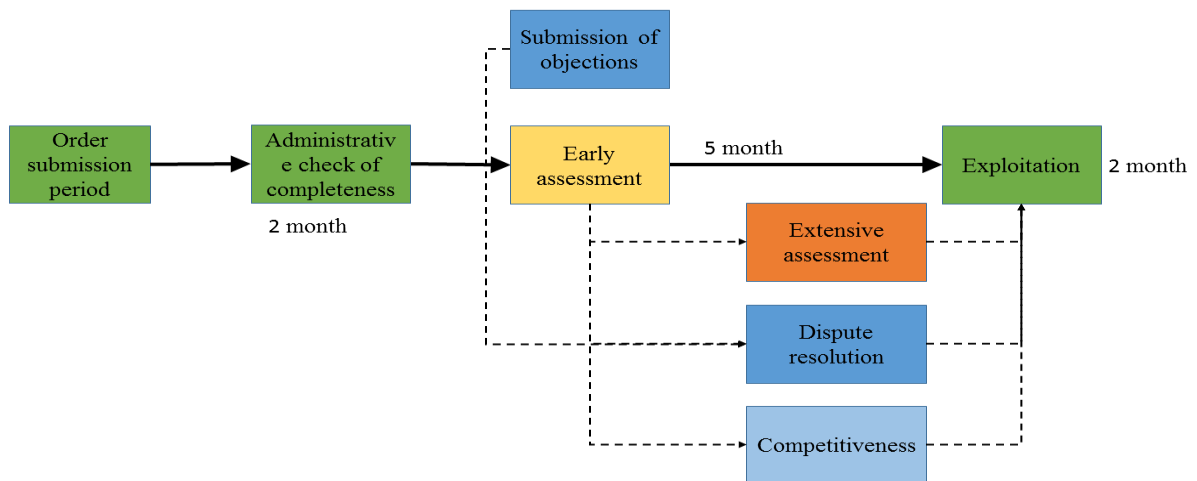 Submission of
objections
Order
submission
period
Administrativ
e check of
completeness
2 month
Early
assessment
5 month
Exploitation
2 month
Extensive
assessment
Dispute
resolution
Competitiveness